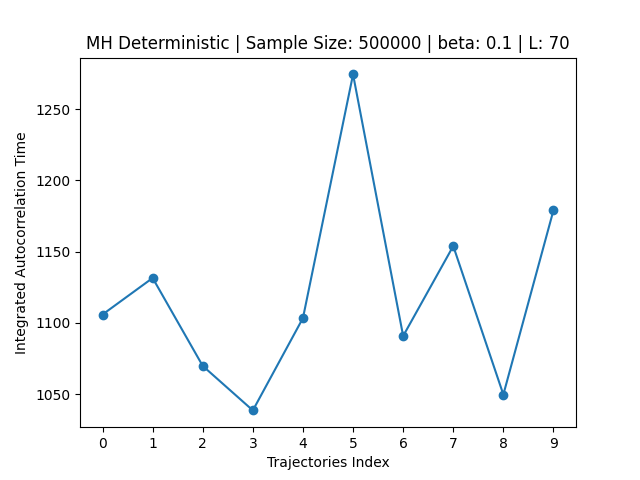 MH Deterministic | Sample Size: 500000 | beta: 0.1 | L: 70
Integrated Autocorrelation Time
1250
1200
1150
1100
1050
0 1 2 3 4 5 6 7 8 9
Trajectories Index